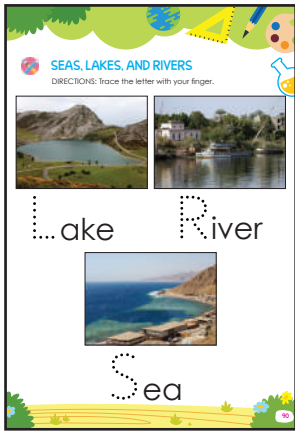 SEAS, LAKES, AND RIVERS
DIRECTIONS: Trace the letter with your finger.
Lake River
Sea
90